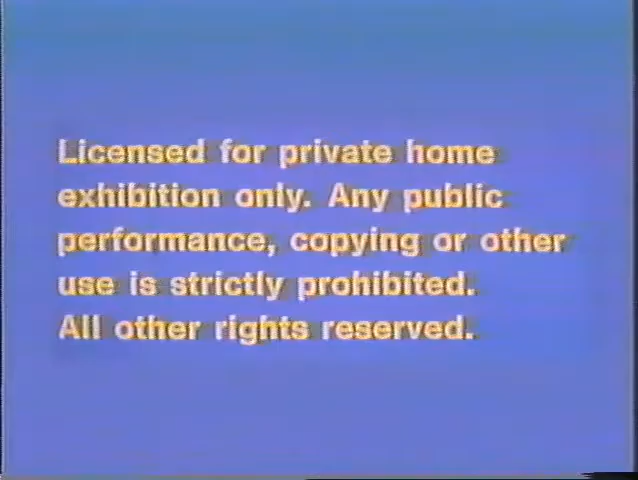 Licensed for private home
exhibition only. Any public
performance, copying or other
use is strictly prohibited.
All other rights reserved.